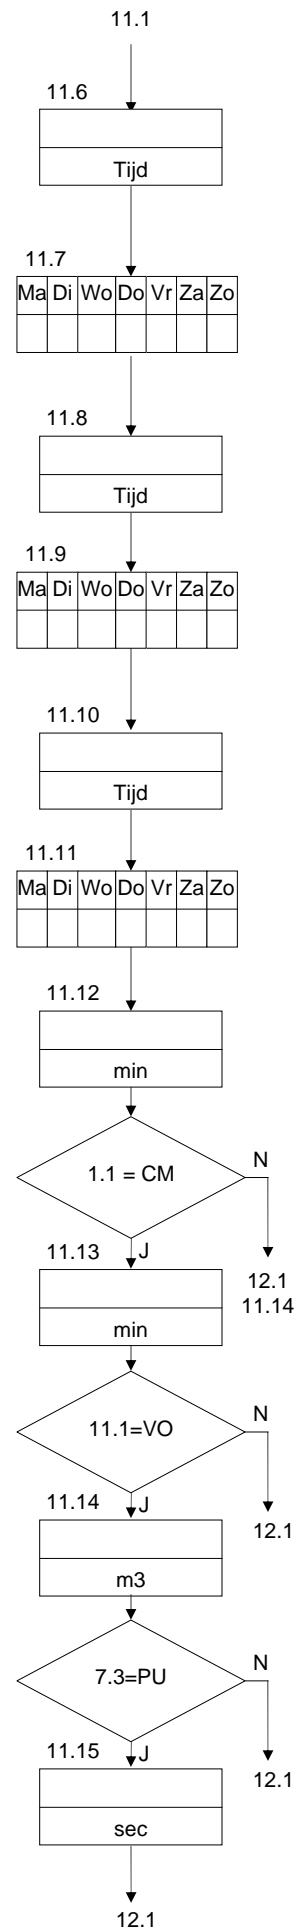 11.1
11.6
Tijd
11.7
Ma Di Wo Do Vr Za Zo
11.8
Tijd
11.9
Ma Di Wo Do Vr Za Zo
11.10
Tijd
11.11
Ma Di Wo Do Vr Za Zo
11.12
min
1.1 = CM
N
12.1
11.14
J
11.13
min
11.1=VO
N
12.1
J
11.14
m3
7.3=PU
N
12.1
J
11.15
sec
12.1